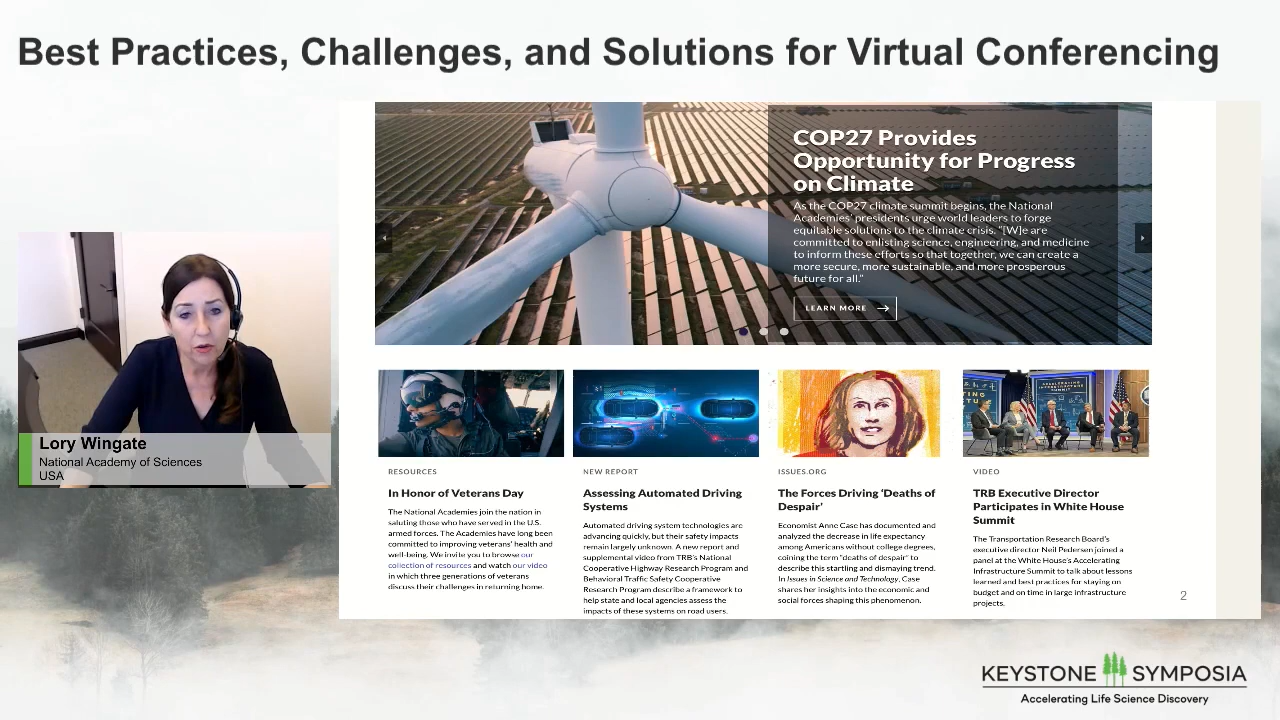 Best Practices, Challenges, and Solutions for Virtual Conferencing
COP27 Provides
Opportunity for Progress
on Climate
As the COP27 climate summit begins, the National
Academies' presidents urge world leaders to forge
equitable solutions to the climate crisis. "[W]e are
committed to enlisting science, engineering, and medicine
to inform these efforts so that together, we can create a
more secure, more sustainable, and more prosperous
future for all."
LEARN MORE
Lory Wingate
National Academy of Sciences
USA
RESOURCES
In Honor of Veterans Day
The National Academies join the nation in
saluting those who have served in the U.S.
armed forces. The Academies have long been
committed to improving veterans' health and
well-being. We invite you to browse our
collection of resources and watch our video
in which three generations of veterans
discuss their challenges in returning home.
NEW REPORT
Assessing Automated Driving
Systems
Automated driving system technologies are
advancing quickly, but their safety impacts
remain largely unknown. A new report and
supplemental video from TRB's National
Cooperative Highway Research Program and
Behavioral Traffic Safety Cooperative
Research Program describe a framework to
help state and local agencies assess the
impacts of these systems on road users.
ISSUES.ORG
The Forces Driving 'Deaths of
Despair'
Economist Anne Case has documented and
analyzed the decrease in life expectancy
among Americans without college degrees,
coining the term "deaths of despair" to
describe this startling and dismaying trend.
In Issues in Science and Technology, Case
shares her insights into the economic and
social forces shaping this phenomenon.
ACCELERATING
INFRASTRUCTURE
SUMMIT
VIDEO
TRB Executive Director
Participates in White House
Summit
The Transportation Research Board's
executive director Neil Pedersen joined a
panel at the White House's Accelerating
Infrastructure Summit to talk about lessons
learned and best practices for staying on
budget and on time in large infrastructure
projects.
2
KEYSTONE SYMPOSIA
Accelerating Life Science Discovery